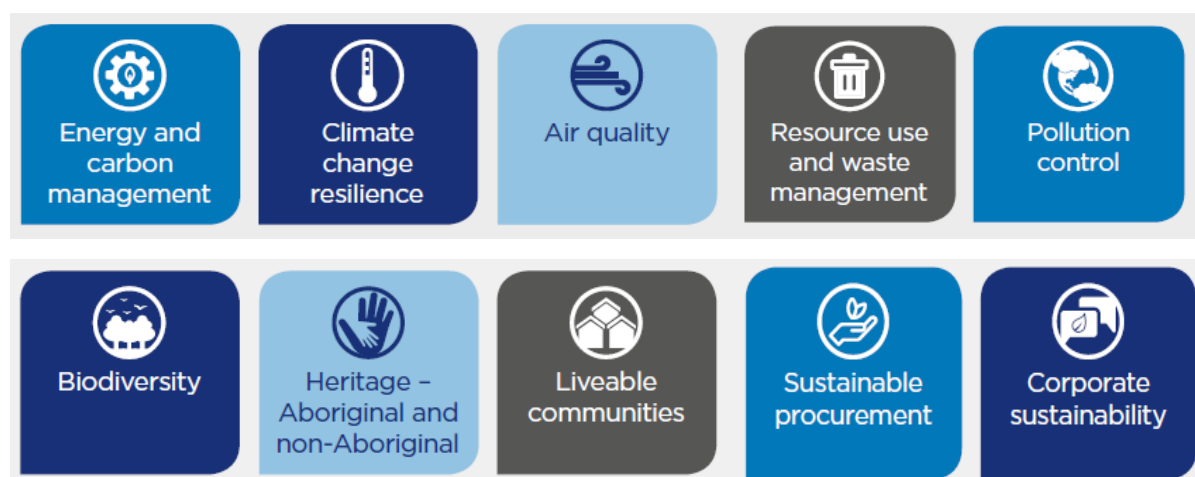 Energy and
carbon
management
Climate
change
resilience
Air quality
Resource use
and waste
management
Pollution
control
Biodiversity
Heritage –
Aboriginal and
non-Aboriginal
Liveable
communities
Sustainable
procurement
Corporate
sustainability